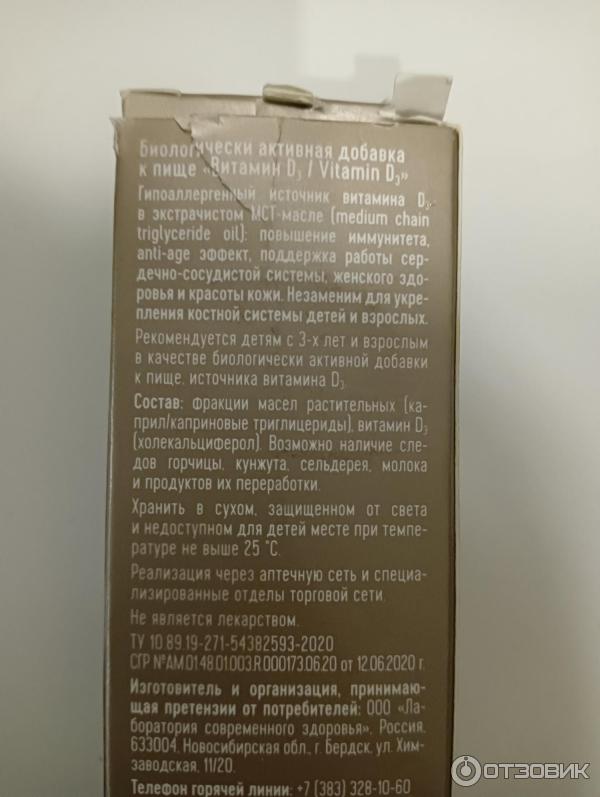 Биологически активная добавка
к пище «Витамин D₃ / Vitamin D₃»
Гипоаллергенный источник витамина D₃
в экстрачистом МСТ-масле (medium chain
triglyceride oil): повышение иммунитета,
anti-age эффект, поддержка работы сер-
дечно-сосудистой системы, женского здо-
ровья и красоты кожи. Незаменим для укре-
пления костной системы детей и взрослых.
Рекомендуется детям с 3-х лет и взрослым
в качестве биологически активной добавки
к пище, источника витамина D₃.
Состав: фракции масел растительных (ка-
прил/каприновые триглицериды), витамин D₃
(холекальциферол). Возможно наличие сле-
дов горчицы, кунжута, сельдерея, молока
и продуктов их переработки.
Хранить в сухом, защищенном от света
и недоступном для детей месте при темпе-
ратуре не выше 25 °С.
Реализация через аптечную сеть и специа-
лизированные отделы торговой сети.
Не является лекарством.
ТУ 10.89.19-271-54382593-2020
СГР №AM.01.48.01.003.R.000173.06.20 от 12.06.2020 г.
Изготовитель и организация, принимаю-
щая претензии от потребителей: ООО «Ла-
боратория современного здоровья», Россия,
633004, Новосибирская обл., г. Бердск, ул. Хим-
заводская, 11/20.
Телефон горячей линии: +7 (383) 328-10-60
ОТЗОВИК